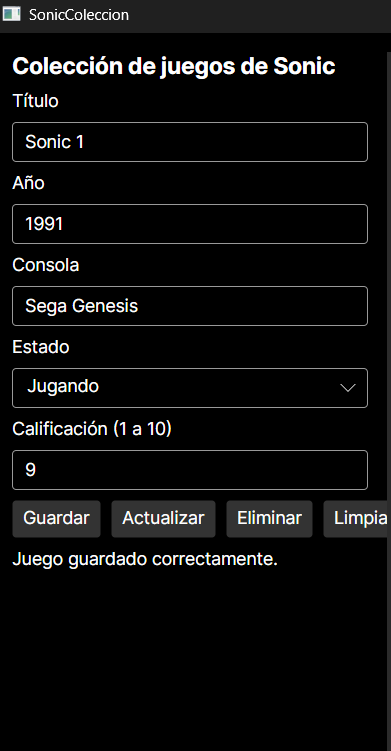 SonicColeccion
Colección de juegos de Sonic
Título
Sonic 1
Año
1991
Consola
Sega Genesis
Estado
Jugando
Calificación (1 a 10)
9
Guardar Actualizar Eliminar Limpia
Juego guardado correctamente.